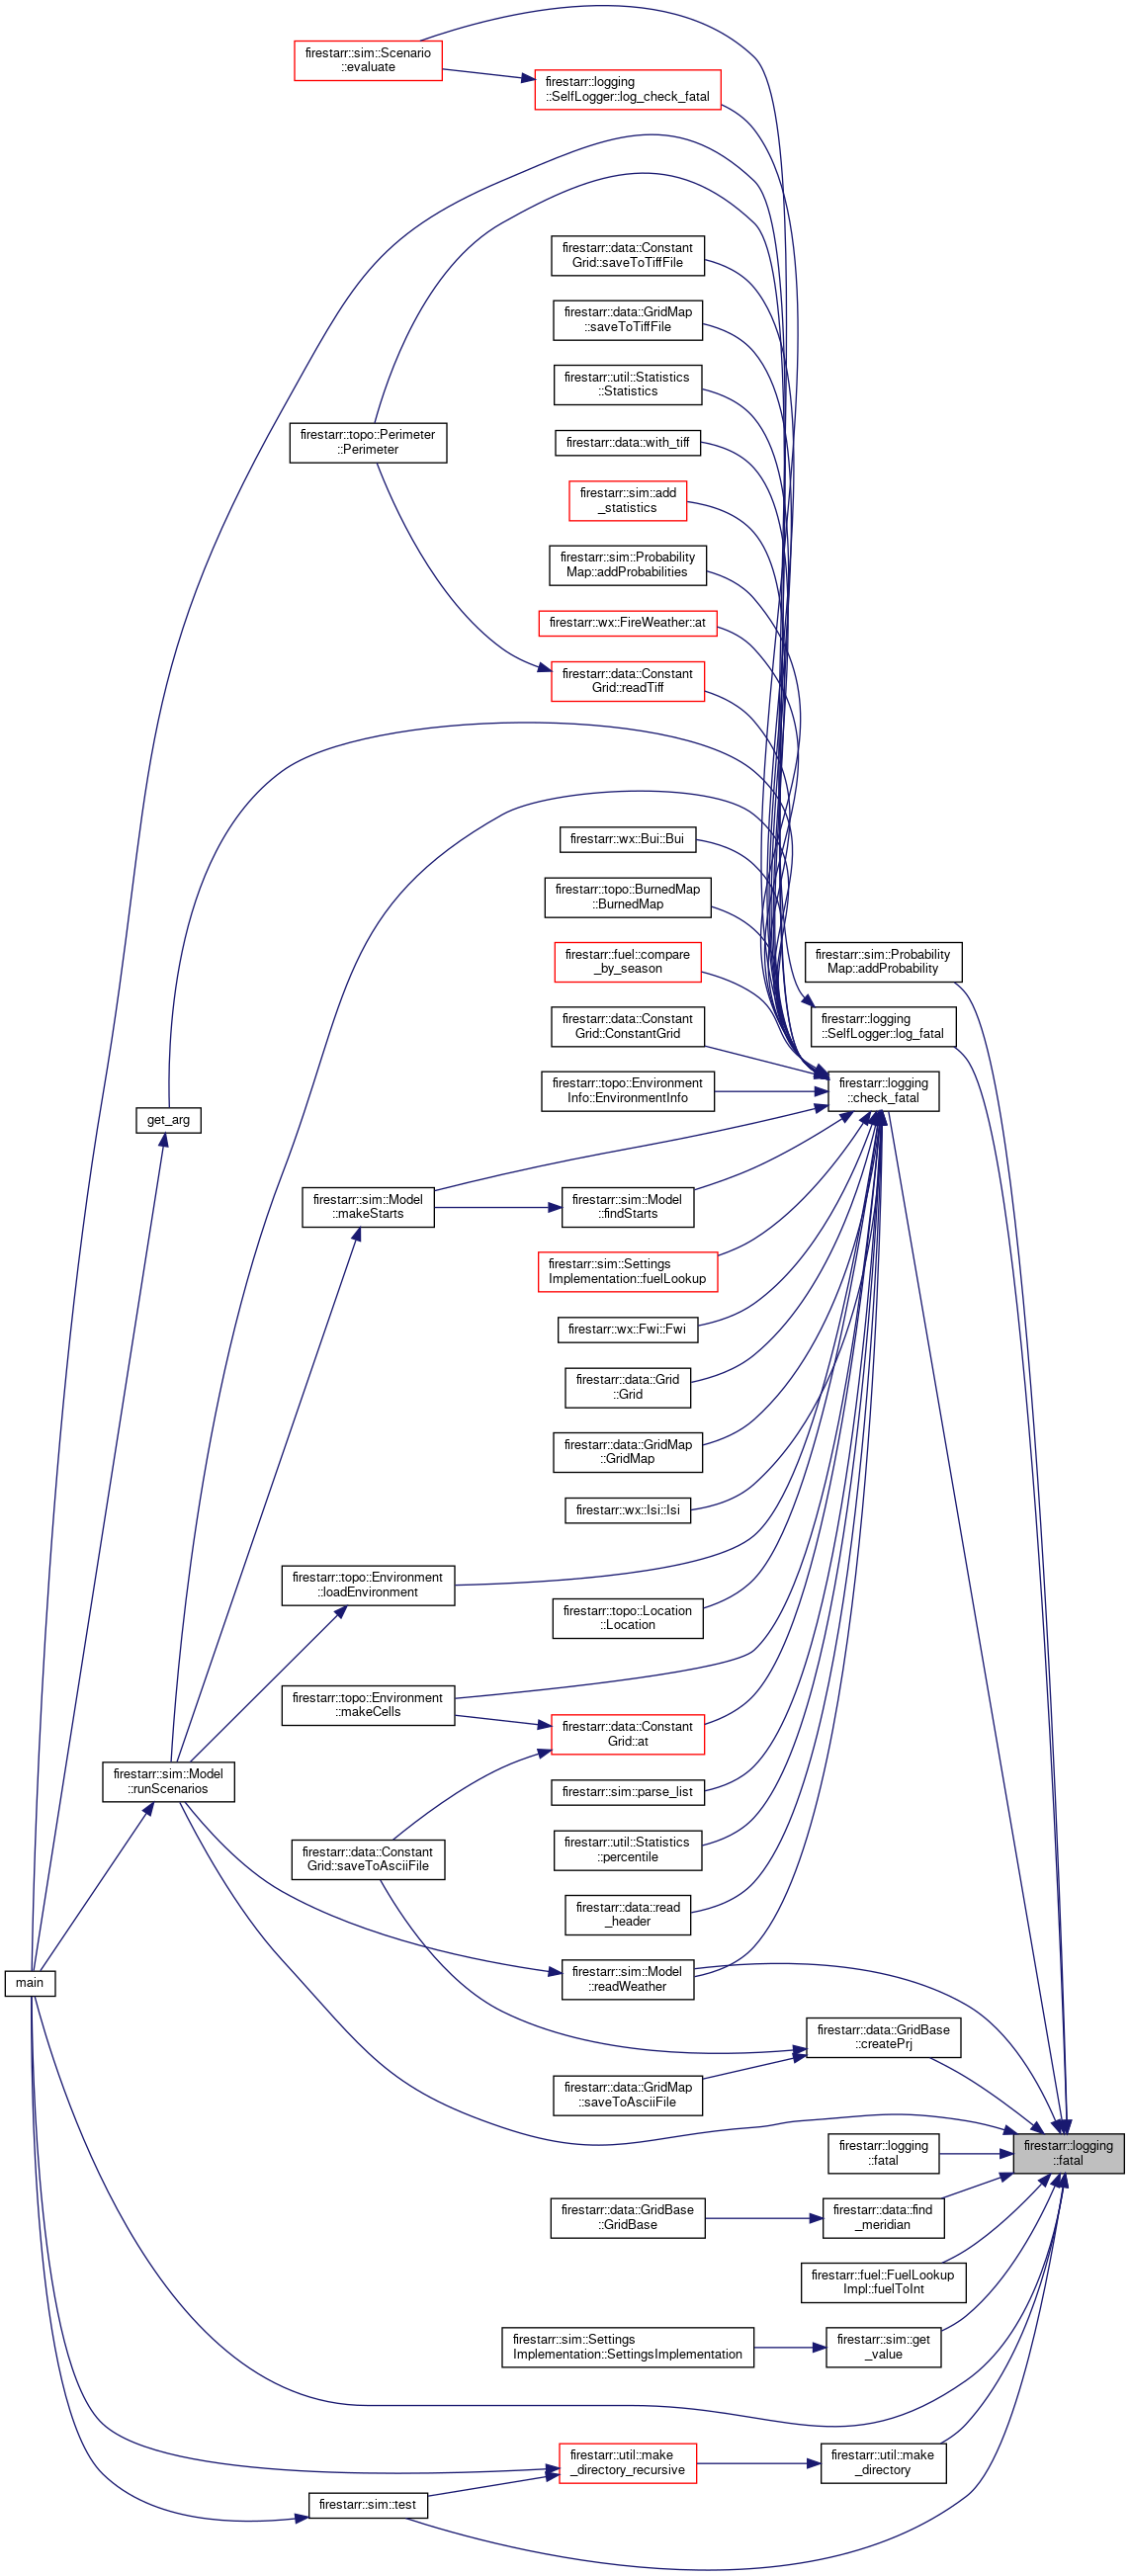 firestarr::sim::Scenario
::evaluate
firestarr::logging
::SelfLogger::log_check_fatal
firestarr::data::Constant
Grid::saveToTiffFile
firestarr::data::GridMap
::saveToTiffFile
firestarr::util::Statistics
::Statistics
firestarr::topo::Perimeter
::Perimeter
firestarr::data::with_tiff
firestarr::sim::add
_statistics
firestarr::sim::Probability
Map::addProbabilities
firestarr::wx::FireWeather::at
firestarr::data::Constant
Grid::readTiff
firestarr::wx::Bui::Bui
firestarr::topo::BurnedMap
::BurnedMap
firestarr::fuel::compare
_by_season
firestarr::sim::Probability
Map::addProbability
firestarr::data::Constant
Grid::ConstantGrid
firestarr::logging
::SelfLogger::log_fatal
firestarr::topo::Environment
Info::EnvironmentInfo
firestarr::logging
::check_fatal
get_arg
firestarr::sim::Model
::makeStarts
firestarr::sim::Model
::findStarts
firestarr::sim::Settings
Implementation::fuelLookup
firestarr::wx::Fwi::Fwi
firestarr::data::Grid
::Grid
firestarr::data::GridMap
::GridMap
firestarr::wx::Isi::Isi
firestarr::topo::Environment
::loadEnvironment
firestarr::topo::Location
::Location
firestarr::topo::Environment
::makeCells
firestarr::data::Constant
Grid::at
firestarr::sim::Model
::runScenarios
firestarr::sim::parse_list
firestarr::data::Constant
Grid::saveToAsciiFile
firestarr::util::Statistics
::percentile
firestarr::data::read
_header
main
firestarr::sim::Model
::readWeather
firestarr::data::GridBase
::createPrj
firestarr::data::GridMap
::saveToAsciiFile
firestarr::logging
::fatal
firestarr::logging
::fatal
firestarr::data::GridBase
::GridBase
firestarr::data::find
_meridian
firestarr::fuel::FuelLookup
Impl::fuelToInt
firestarr::sim::Settings
Implementation::SettingsImplementation
firestarr::sim::get
_value
firestarr::util::make
_directory_recursive
firestarr::util::make
_directory
firestarr::sim::test